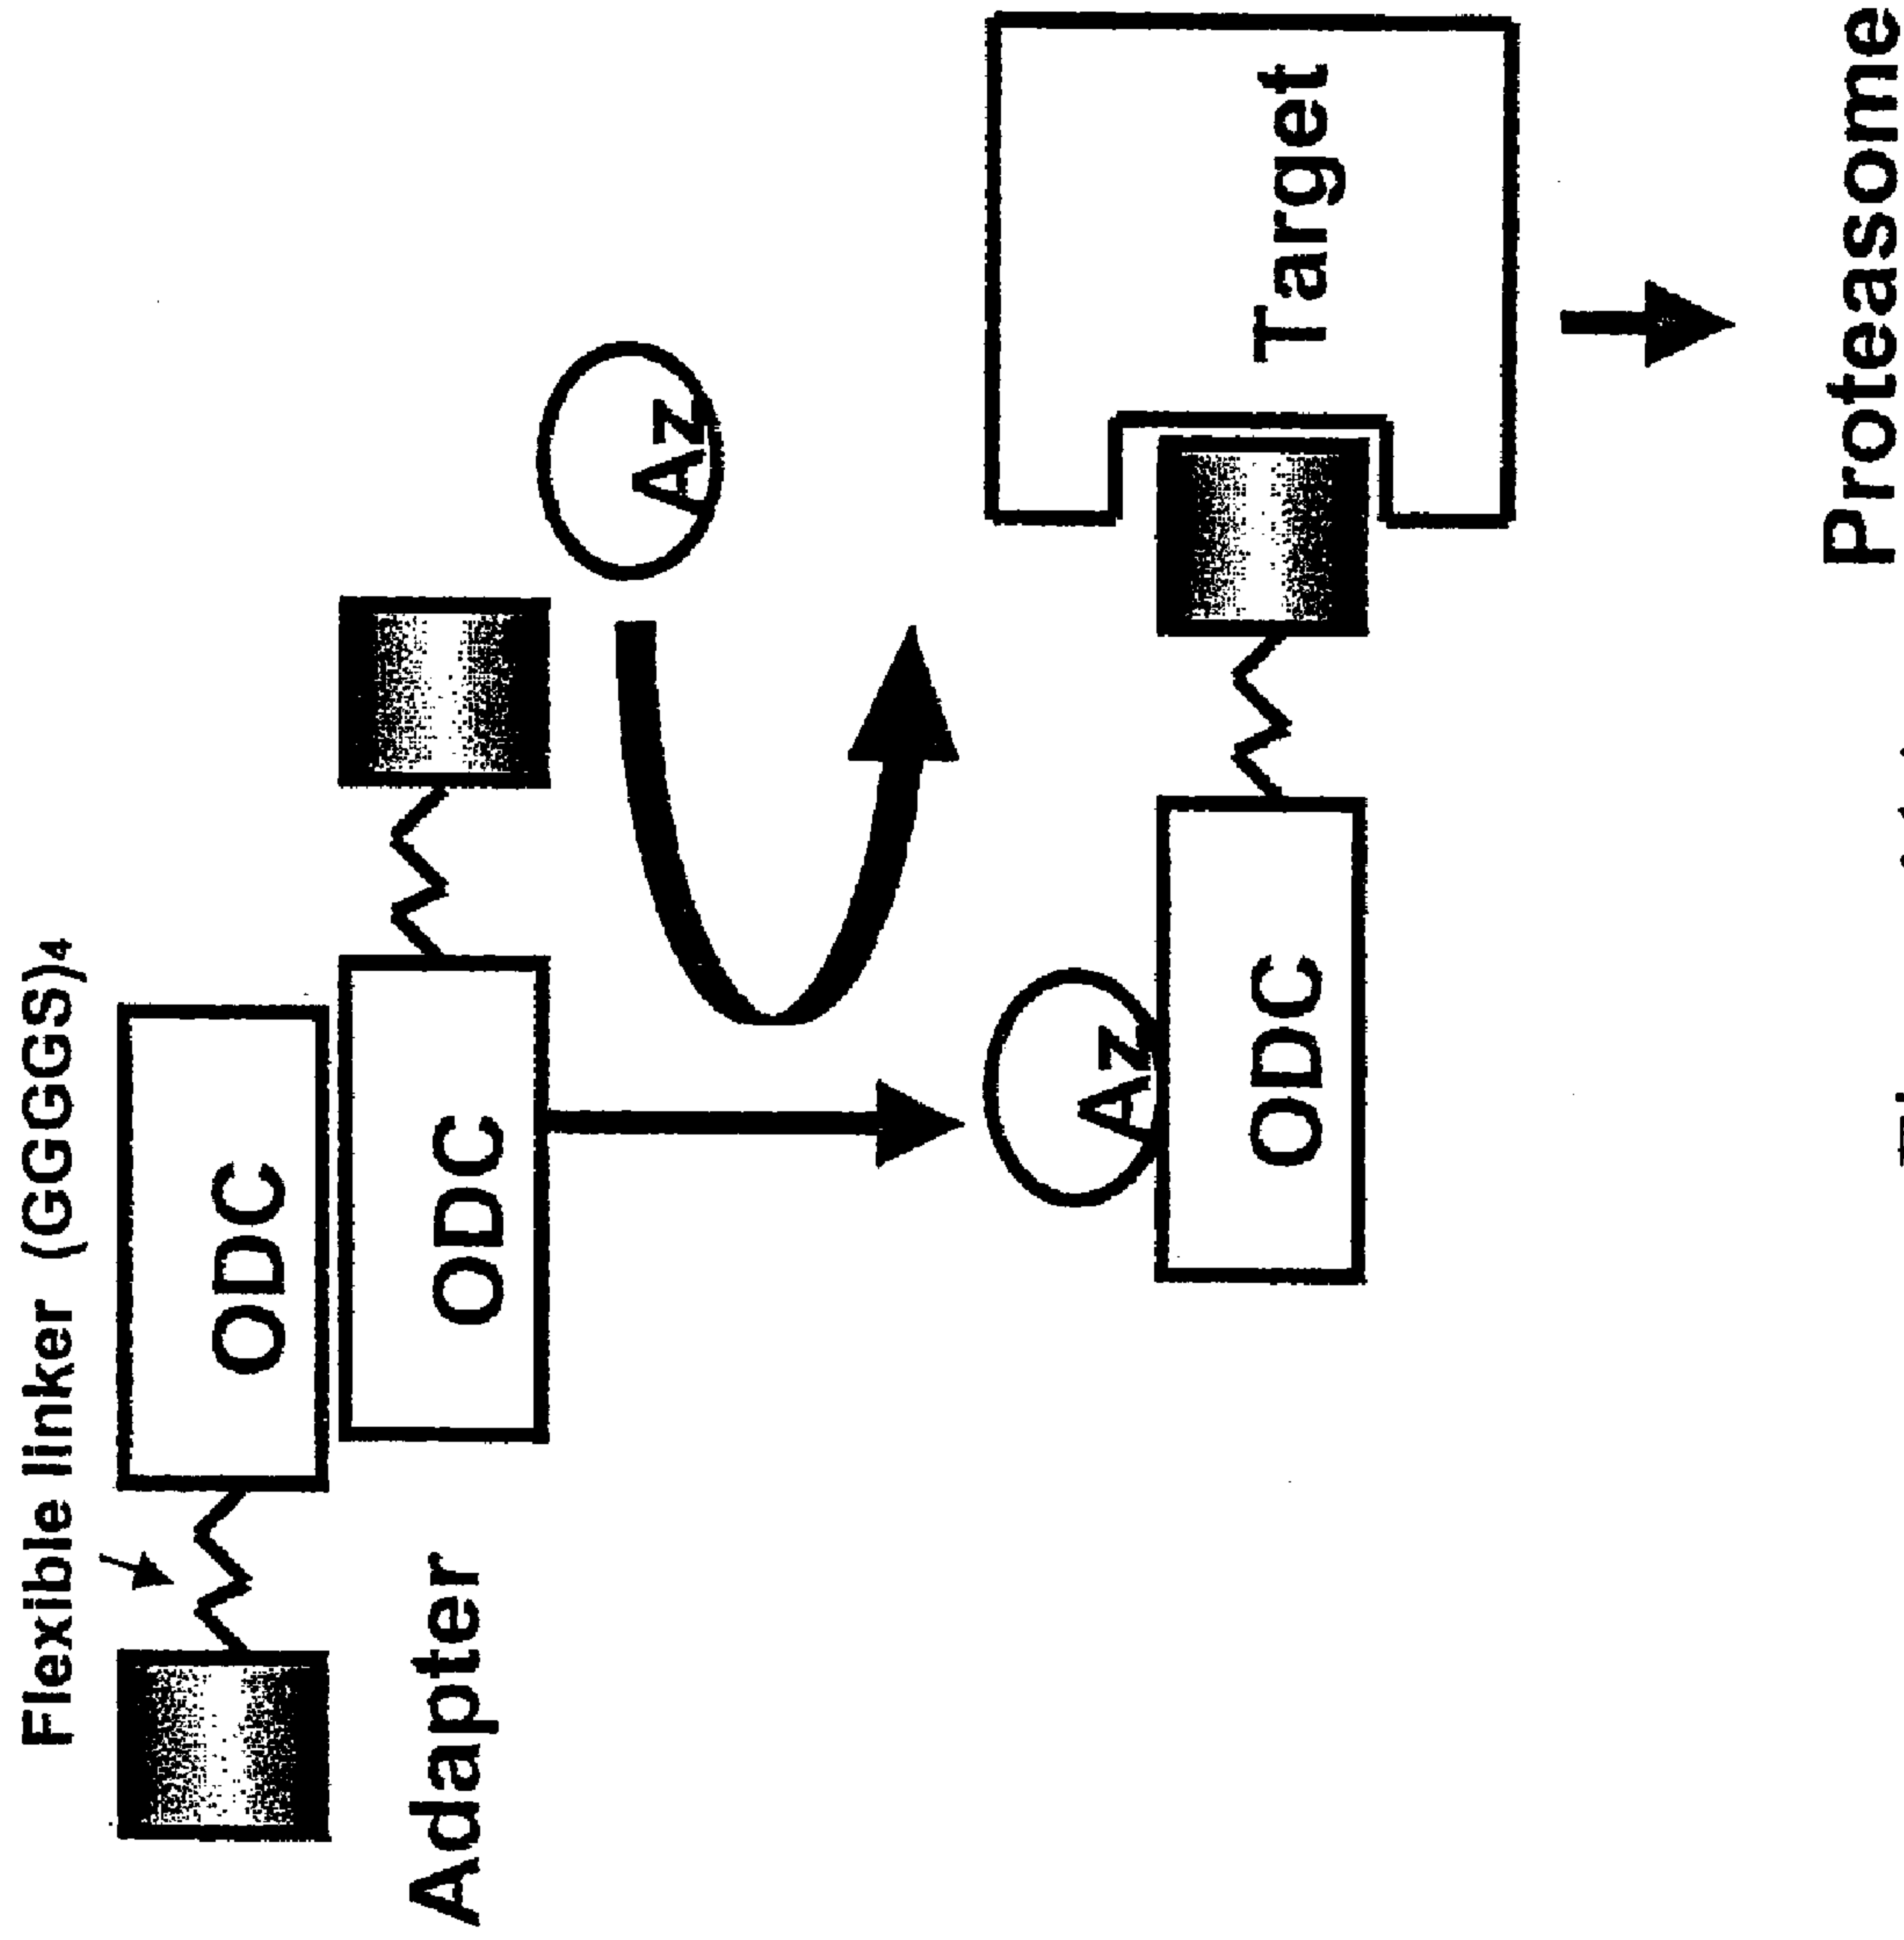 Flexible linker (GGGGS)₄
ODC
Adapter
ODC
Az
Az
ODC
Target
Proteasome